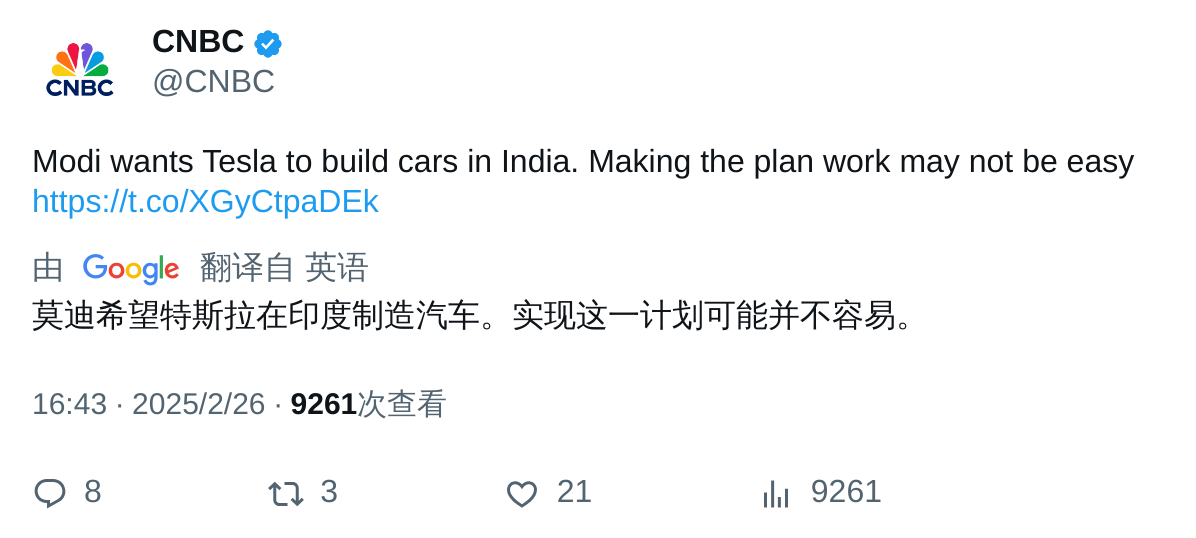 CNBC
CNBC
@CNBC
Modi wants Tesla to build cars in India. Making the plan work may not be easy
https://t.co/XGyCtpaDEk
由 Google 翻译自 英语
莫迪希望特斯拉在印度制造汽车。实现这一计划可能并不容易。
16:43 · 2025/2/26 · 9261次查看
8 3 21 9261